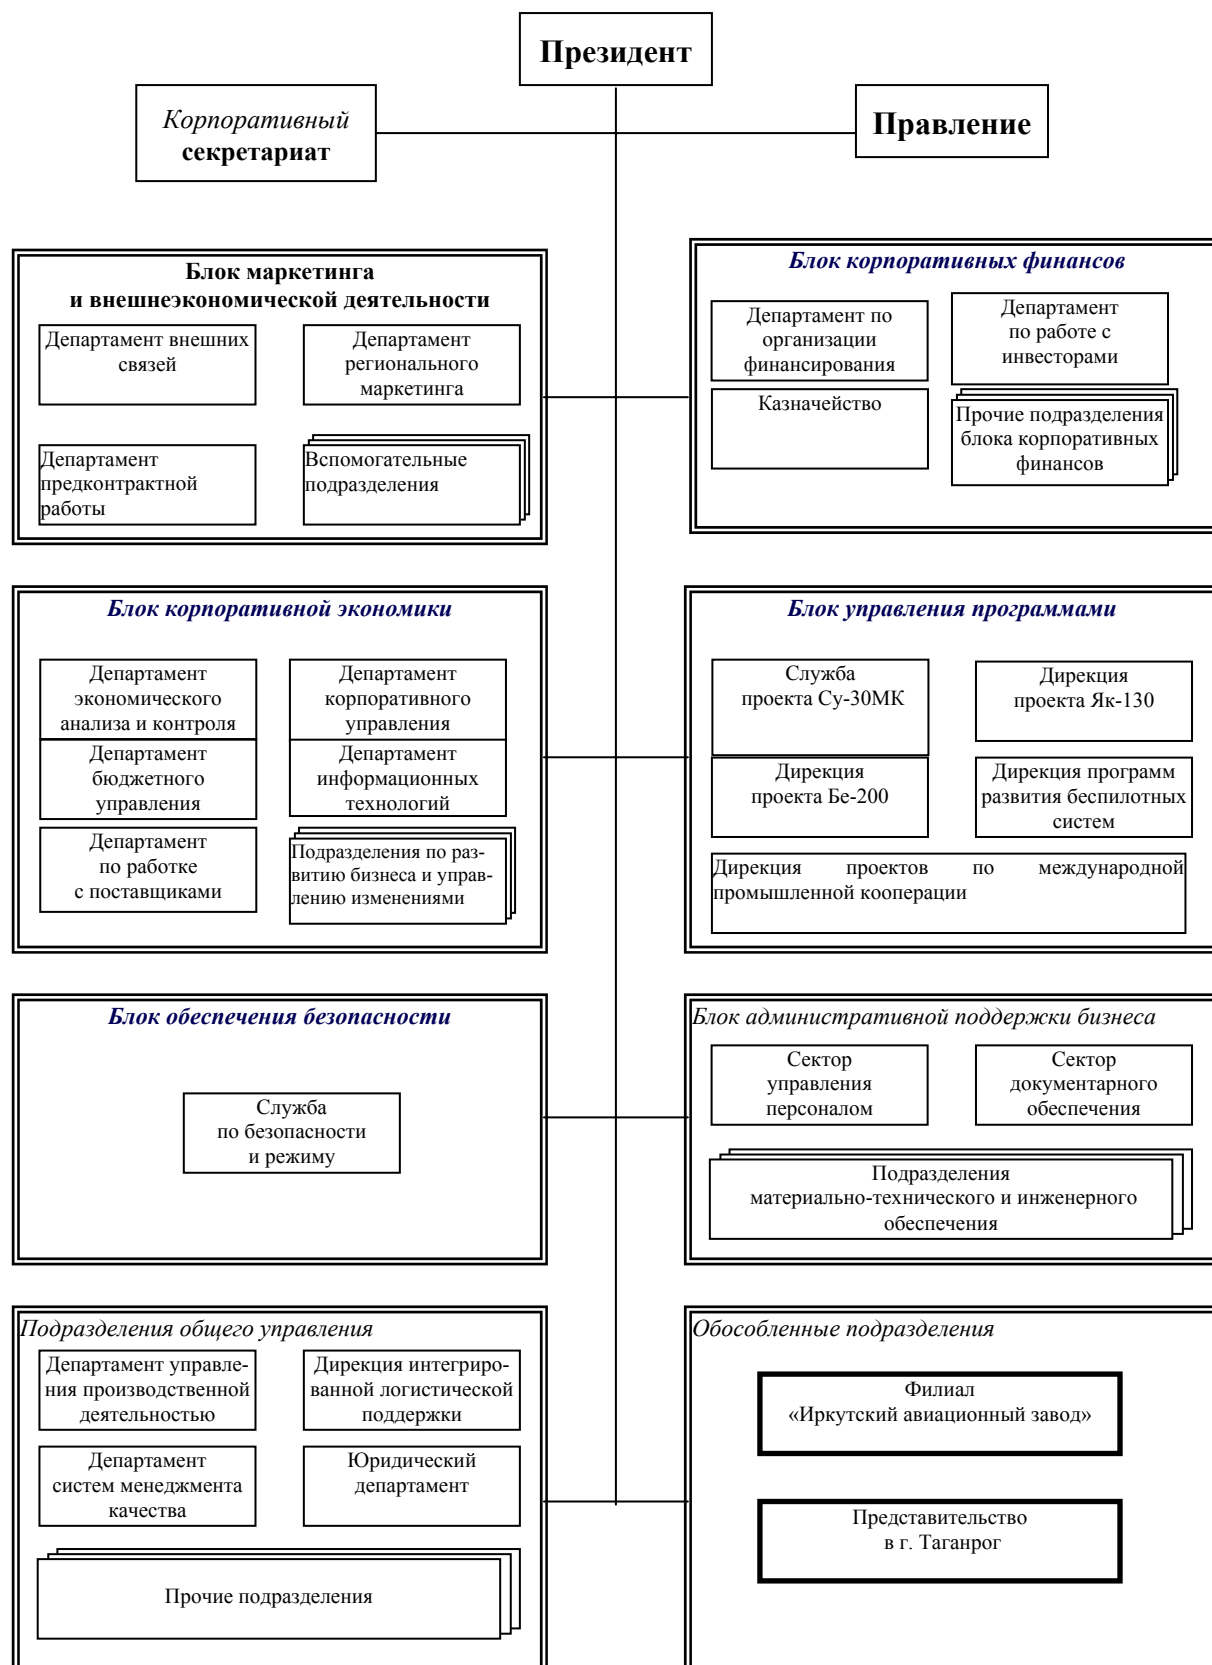 Президент
Корпоративный
секретариат
Правление
Блок маркетинга
и внешнеэкономической деятельности
Департамент внешних
связей
Департамент
регионального
маркетинга
Департамент
предконтрактной
работы
Вспомогательные
подразделения
Блок корпоративных финансов
Департамент по
организации
финансирования
Департамент
по работе с
инвесторами
Казначейство
Прочие подразделения
блока корпоративных
финансов
Блок корпоративной экономики
Департамент
экономического
анализа и контроля
Департамент
корпоративного
управления
Департамент
бюджетного
управления
Департамент
информационных
технологий
Департамент
по работке
с поставщиками
Подразделения по раз-
витию бизнеса и управ-
лению изменениями
Блок управления программами
Служба
проекта Су-30МК
Дирекция
проекта Як-130
Дирекция
проекта Бе-200
Дирекция программ
развития беспилотных
систем
Дирекция проектов по международной
промышленной кооперации
Блок обеспечения безопасности
Служба
по безопасности
и режиму
Блок административной поддержки бизнеса
Сектор
управления
персоналом
Сектор
документарного
обеспечения
Подразделения
материально-технического и инженерного
обеспечения
Подразделения общего управления
Департамент управле-
ния производственной
деятельностью
Дирекция интегриро-
ванной логистической
поддержки
Департамент
систем менеджмента
качества
Юридический
департамент
Прочие подразделения
Обособленные подразделения
Филиал
«Иркутский авиационный завод»
Представительство
в г. Таганрог